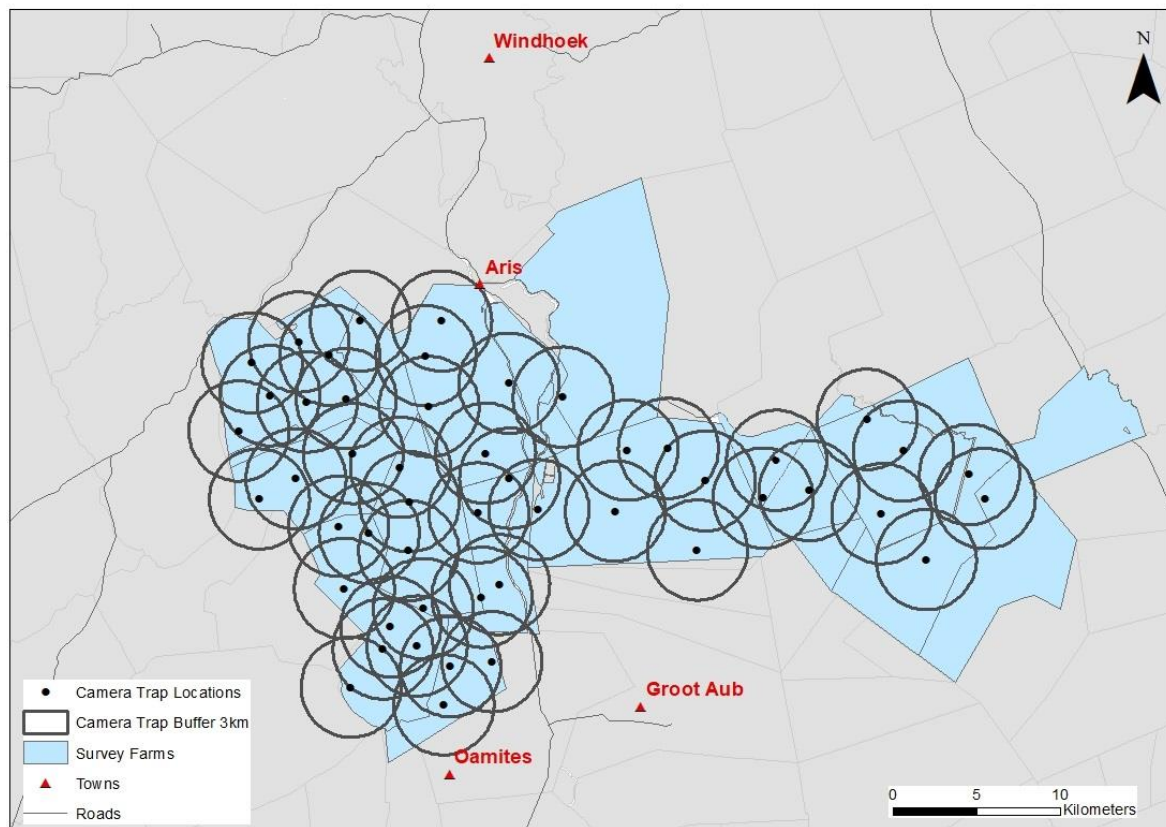 Windhoek
N
Aris
Groot Aub
Oamites
Camera Trap Locations
Camera Trap Buffer 3km
Survey Farms
Towns
Roads
0 5 10
Kilometers